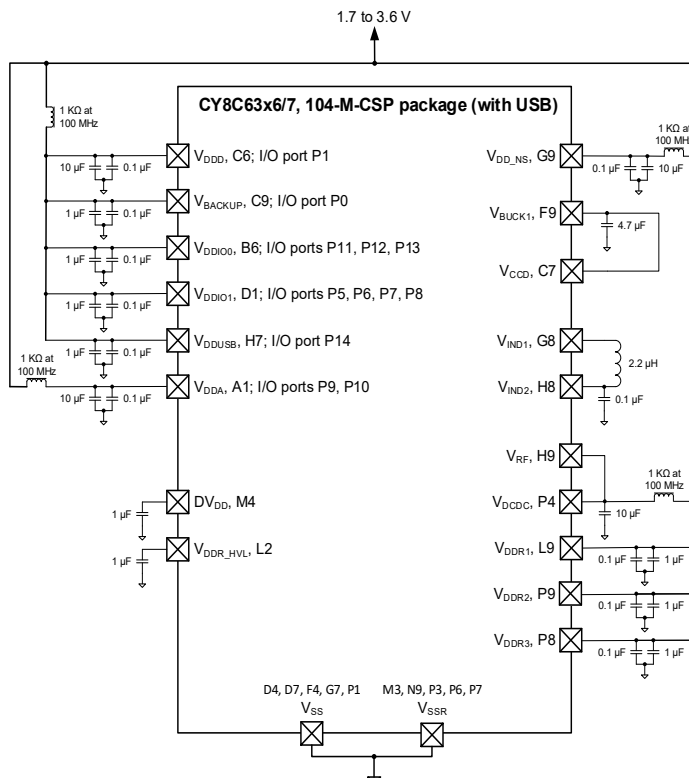 1.7 to 3.6 V
CY8C63x6/7, 104-M-CSP package (with USB)
1 KΩ at
100 MHz
10 µF
0.1 µF
VDDD, C6; I/O port P1
1 µF
0.1 µF
VBACKUP, C9; I/O port P0
1 µF
0.1 µF
VDDIO0, B6; I/O ports P11, P12, P13
1 µF
0.1 µF
VDDIO1, D1; I/O ports P5, P6, P7, P8
1 µF
0.1 µF
VDDUSB, H7; I/O port P14
1 KΩ at
100 MHz
10 µF
0.1 µF
VDDA, A1; I/O ports P9, P10
1 µF
DVDD, M4
1 µF
VDDR_HVL, L2
VDD_NS, G9
1 KΩ at
100 MHz
0.1 µF
10 µF
VBUCK1, F9
4.7 µF
VCCD, C7
VIND1, G8
2.2 µH
VIND2, H8
0.1 µF
VRF, H9
1 KΩ at
100 MHz
VDCDC, P4
10 µF
VDDR1, L9
0.1 µF
1 µF
VDDR2, P9
0.1 µF
1 µF
VDDR3, P8
0.1 µF
1 µF
D4, D7, F4, G7, P1
VSS
M3, N9, P3, P6, P7
VSSR